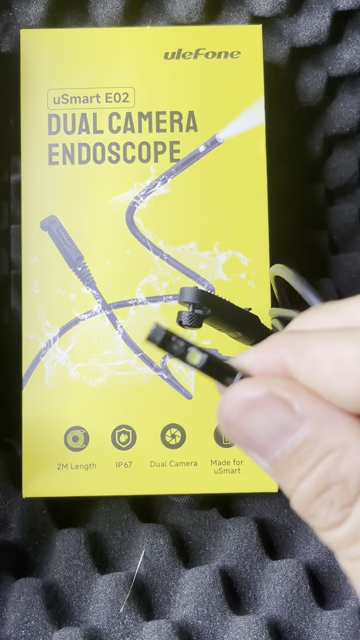 ulefone
uSmart E02
DUAL CAMERA
ENDOSCOPE
2M Length
IP67
Dual Camera
Made for
uSmart